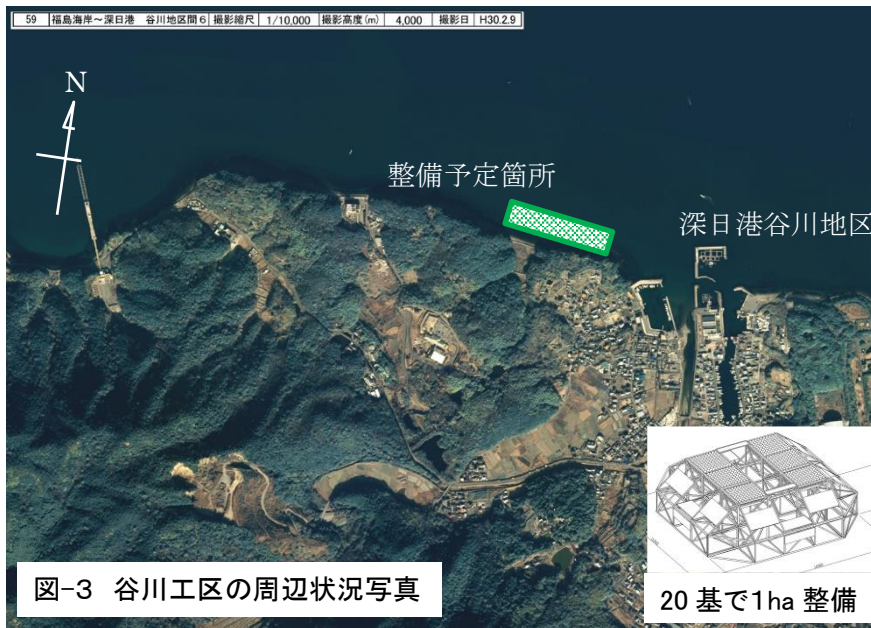 59 福島海岸～深日港 谷川地区間6 撮影縮尺 1/10,000 撮影高度(m) 4,000 撮影日 H30.2.9
N
整備予定箇所
深日港谷川地区
図-3 谷川工区の周辺状況写真
20基で1ha整備